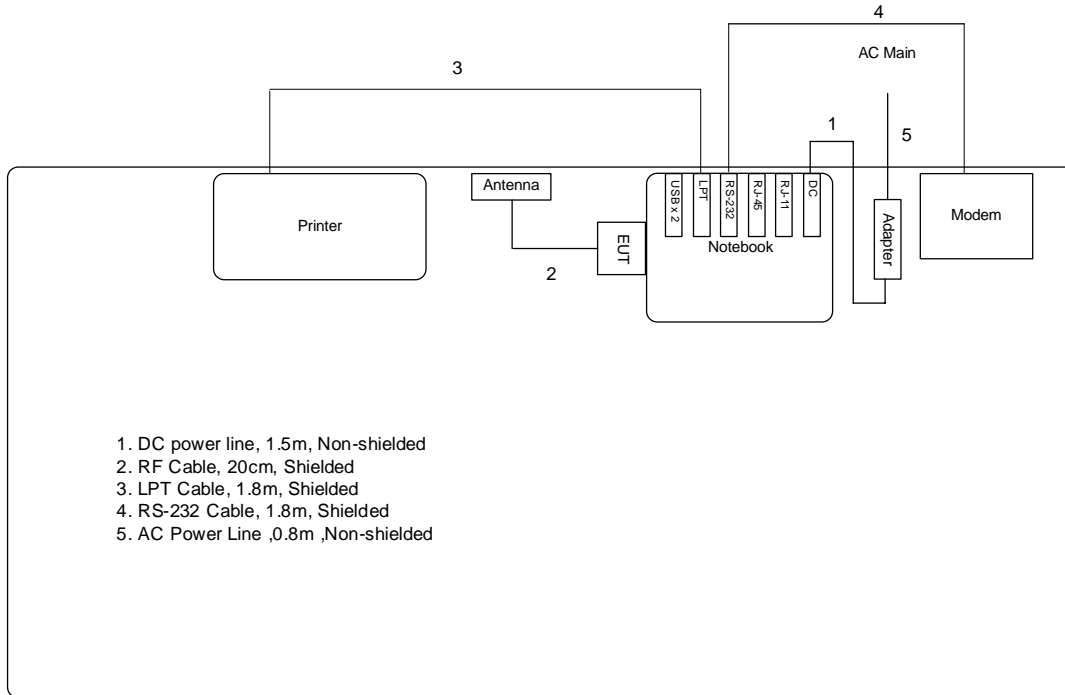 4
AC Main
3
1
5
Printer
Antenna
EUT
2
USB x 2
LPT
RS-232
RJ-45
RJ-11
DC
Notebook
Adapter
Modem
1. DC power line, 1.5m, Non-shielded
2. RF Cable, 20cm, Shielded
3. LPT Cable, 1.8m, Shielded
4. RS-232 Cable, 1.8m, Shielded
5. AC Power Line ,0.8m ,Non-shielded